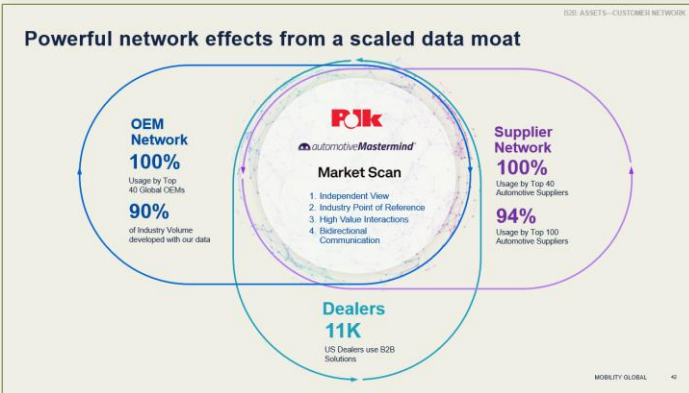 B2B: ASSETS—CUSTOMER NETWORK
Powerful network effects from a scaled data moat
OEM
Network
100%
Usage by Top
40 Global OEMs
90%
of Industry Volume
developed with our data
Polk
automotiveMastermind
Market Scan
1. Independent View
2. Industry Point of Reference
3. High Value Interactions
4. Bidirectional
Communication
Supplier
Network
100%
Usage by Top 40
Automotive Suppliers
94%
Usage by Top 100
Automotive Suppliers
Dealers
11K
US Dealers use B2B
Solutions
MOBILITY GLOBAL
42